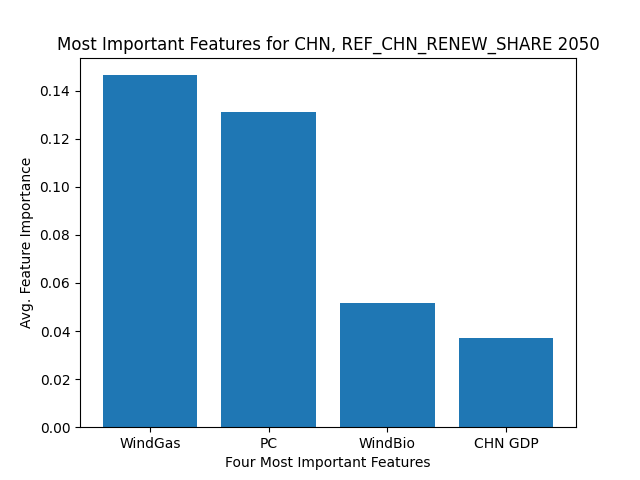 Most Important Features for CHN, REF_CHN_RENEW_SHARE 2050
Avg. Feature Importance
0.14
0.12
0.10
0.08
0.06
0.04
0.02
0.00
WindGas PC WindBio CHN GDP
Four Most Important Features